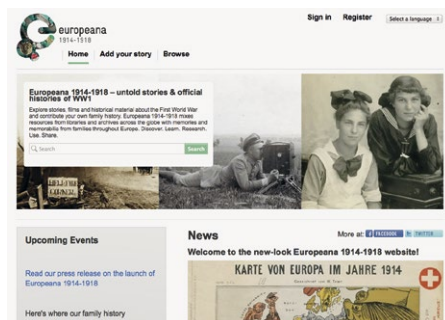 europeana
1914-1918
Sign in Register Select a language
Home Add your story Browse
Europeana 1914-1918 – untold stories & official
histories of WW1
Explore stories, films and historical material about the First World War
and contribute your own family history. Europeana 1914-1918 mixes
resources from libraries and archives across the globe with memories and
memorabilia from families throughout Europe. Discover. Learn. Research.
Use. Share.
Search Search
Upcoming Events
Read our press release on the launch of
Europeana 1914-1918
Here's where our family history
News
More at: FACEBOOK TWITTER
Welcome to the new-look Europeana 1914-1918 website!
KARTE VON EUROPA IM JAHRE 1914